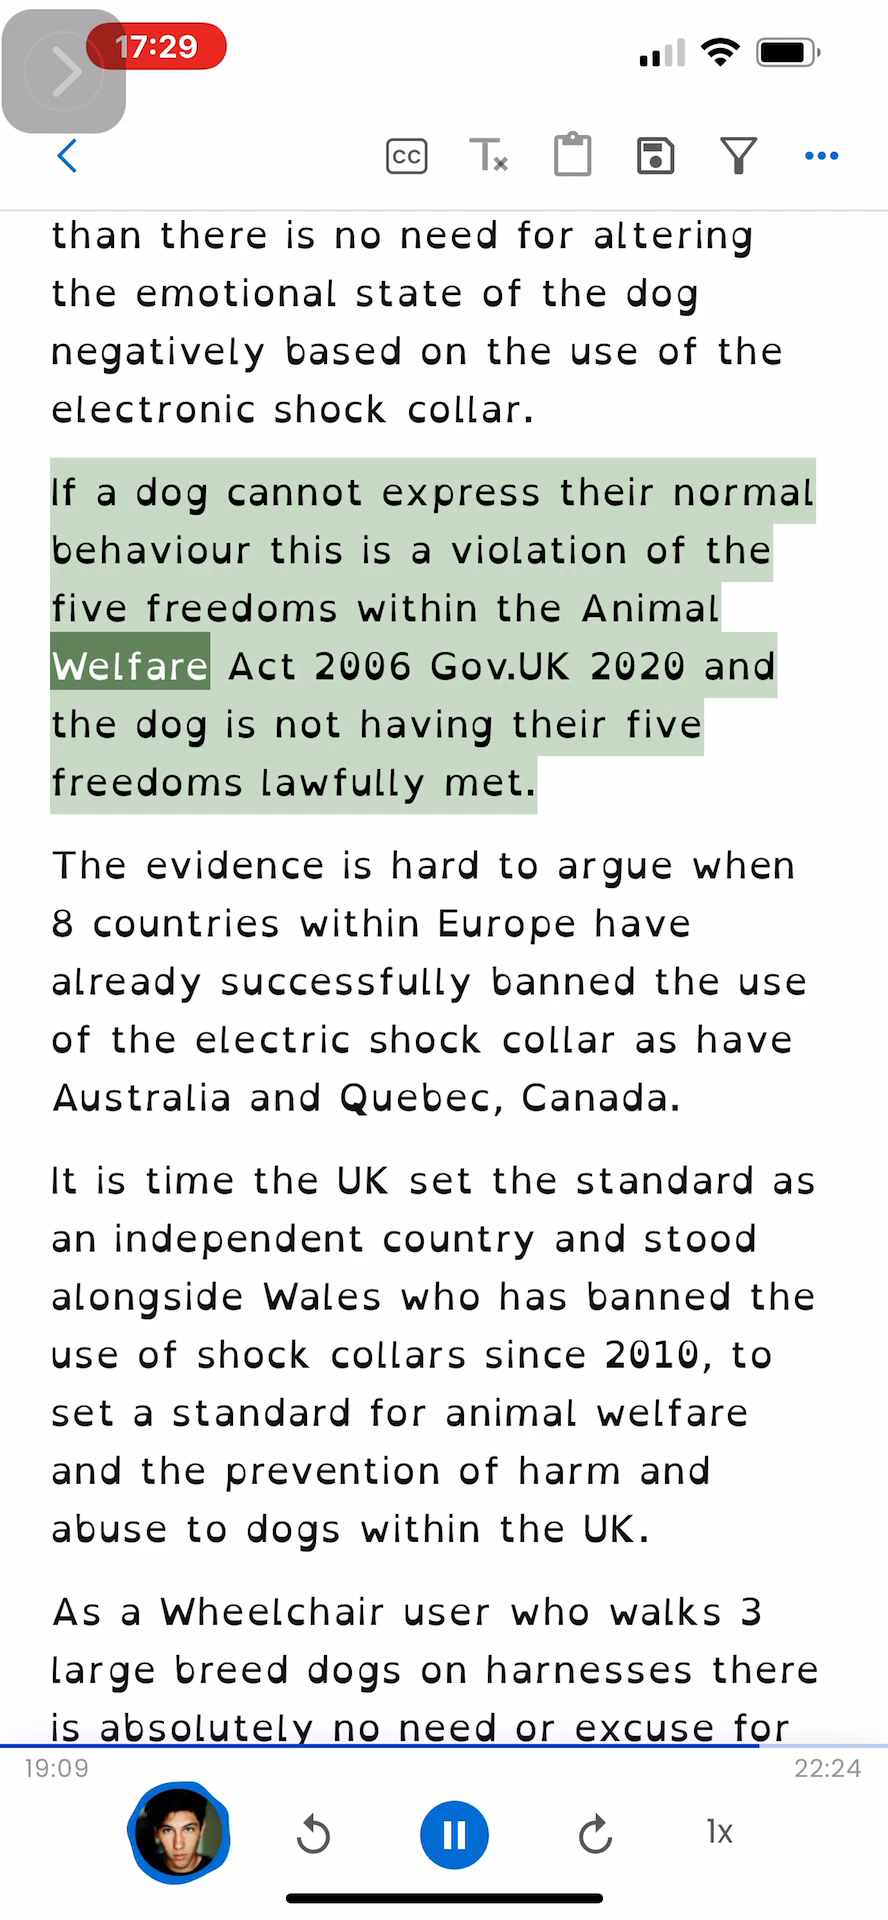 17:29
CC
than there is no need for altering
the emotional state of the dog
negatively based on the use of the
electronic shock collar.
If a dog cannot express their normal
behaviour this is a violation of the
five freedoms within the Animal
Welfare Act 2006 Gov.UK 2020 and
the dog is not having their five
freedoms lawfully met.
The evidence is hard to argue when
8 countries within Europe have
already successfully banned the use
of the electric shock collar as have
Australia and Quebec, Canada.
It is time the UK set the standard as
an independent country and stood
alongside Wales who has banned the
use of shock collars since 2010, to
set a standard for animal welfare
and the prevention of harm and
abuse to dogs within the UK.
As a Wheelchair user who walks 3
large breed dogs on harnesses there
is absolutely no need or excuse for
19:09 22:24
1x